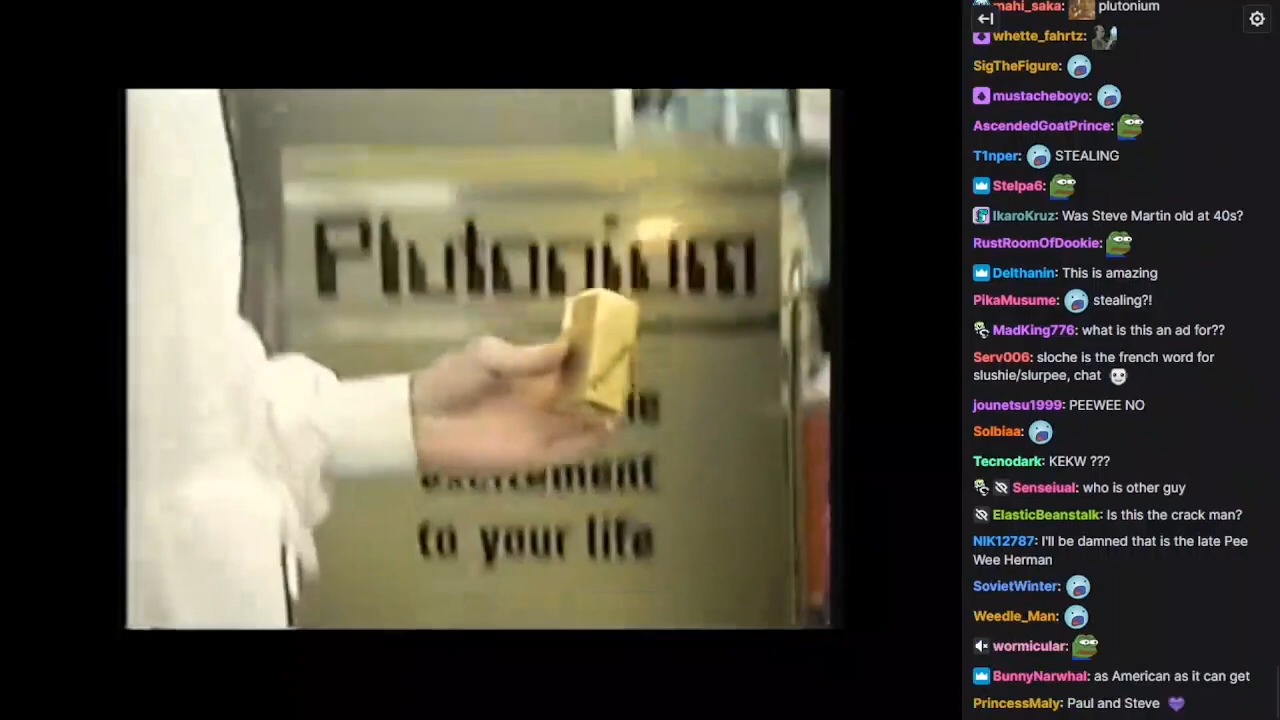 Plutonium
excitement
to your life
mahi_saka: plutonium
whette_fahrtz:
SigTheFigure:
mustacheboyo:
AscendedGoatPrince:
T1nper: STEALING
Stelpa6:
IkaroKruz: Was Steve Martin old at 40s?
RustRoomOfDookie:
Delthanin: This is amazing
PikaMusume: stealing?!
MadKing776: what is this an ad for??
Serv006: sloche is the french word for
slushie/slurpee, chat
jounetsu1999: PEEWEE NO
Solbiaa:
Tecnodark: KEKW ???
Senseiual: who is other guy
ElasticBeanstalk: Is this the crack man?
NIK12787: I'll be damned that is the late Pee
Wee Herman
SovietWinter:
Weedle_Man:
wormicular:
BunnyNarwhal: as American as it can get
PrincessMaly: Paul and Steve 💜